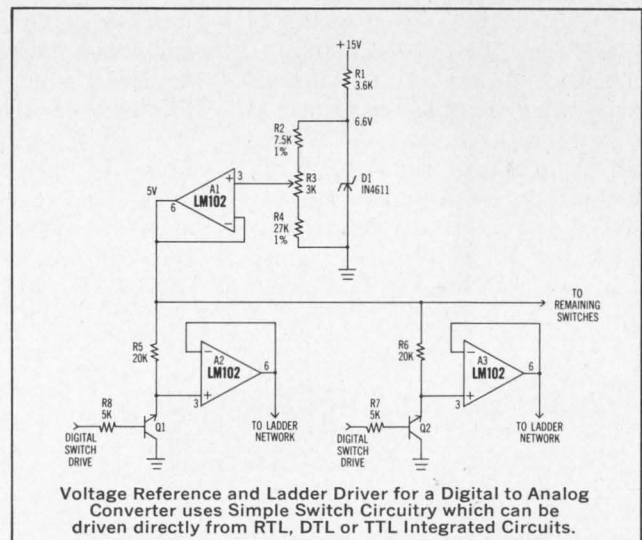 +15V
R1
3.6K
6.6V
R2
7.5K
1%
R3
3K
R4
27K
1%
D1
IN4611
A1
LM102
+
−
3
6
5V
TO
REMAINING
SWITCHES
R5
20K
A2
LM102
−
+
6
3
R8
5K
DIGITAL
SWITCH
DRIVE
Q1
TO LADDER
NETWORK
R6
20K
A3
LM102
−
+
6
3
R7
5K
DIGITAL
SWITCH
DRIVE
Q2
TO LADDER
NETWORK
Voltage Reference and Ladder Driver for a Digital to Analog
Converter uses Simple Switch Circuitry which can be
driven directly from RTL, DTL or TTL Integrated Circuits.